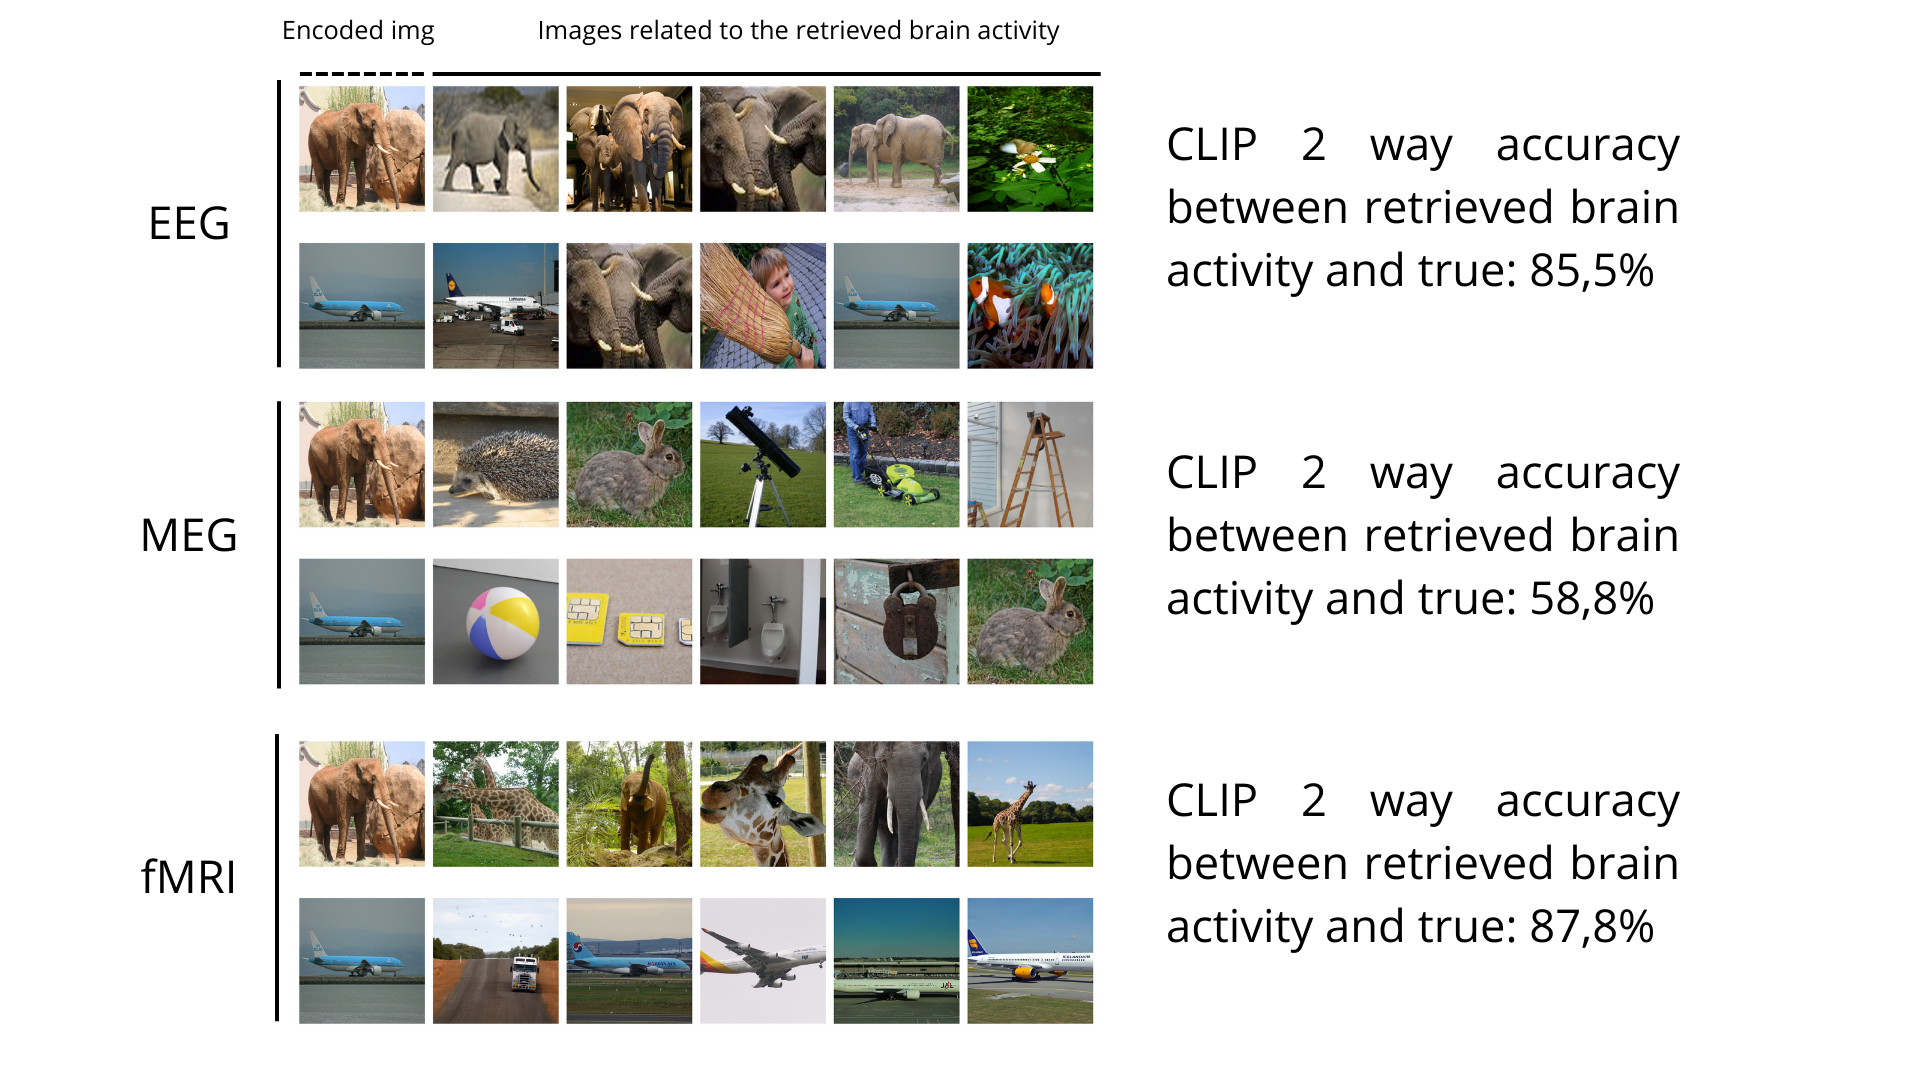 Encoded img
Images related to the retrieved brain activity
EEG
CLIP 2 way accuracy
between retrieved brain
activity and true: 85,5%
MEG
CLIP 2 way accuracy
between retrieved brain
activity and true: 58,8%
fMRI
CLIP 2 way accuracy
between retrieved brain
activity and true: 87,8%